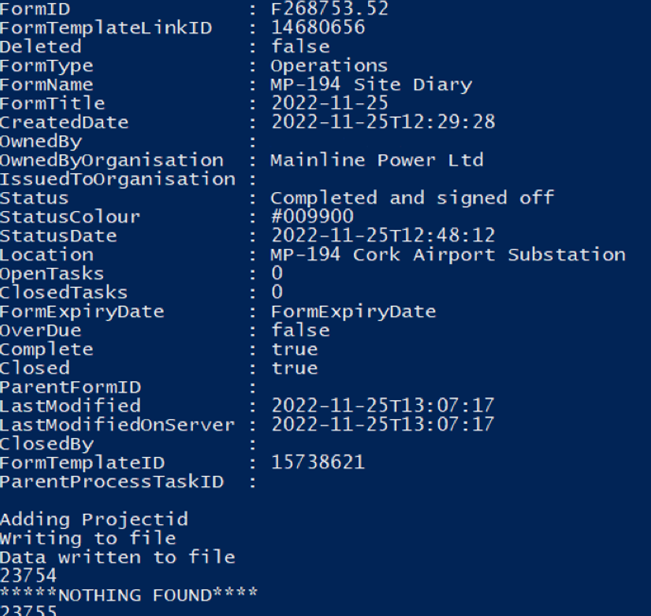 FormID : F268753.52
FormTemplateLinkID : 14680656
Deleted : false
FormType : Operations
FormName : MP-194 Site Diary
FormTitle : 2022-11-25
CreatedDate : 2022-11-25T12:29:28
OwnedBy :
OwnedByOrganisation : Mainline Power Ltd
IssuedToOrganisation :
Status : Completed and signed off
StatusColour : #009900
StatusDate : 2022-11-25T12:48:12
Location : MP-194 Cork Airport Substation
OpenTasks : 0
ClosedTasks : 0
FormExpiryDate : FormExpiryDate
OverDue : false
Complete : true
Closed : true
ParentFormID :
LastModified : 2022-11-25T13:07:17
LastModifiedOnServer : 2022-11-25T13:07:17
ClosedBy :
FormTemplateID : 15738621
ParentProcessTaskID :
Adding Projectid
Writing to file
Data written to file
23754
*****NOTHING FOUND****
23755